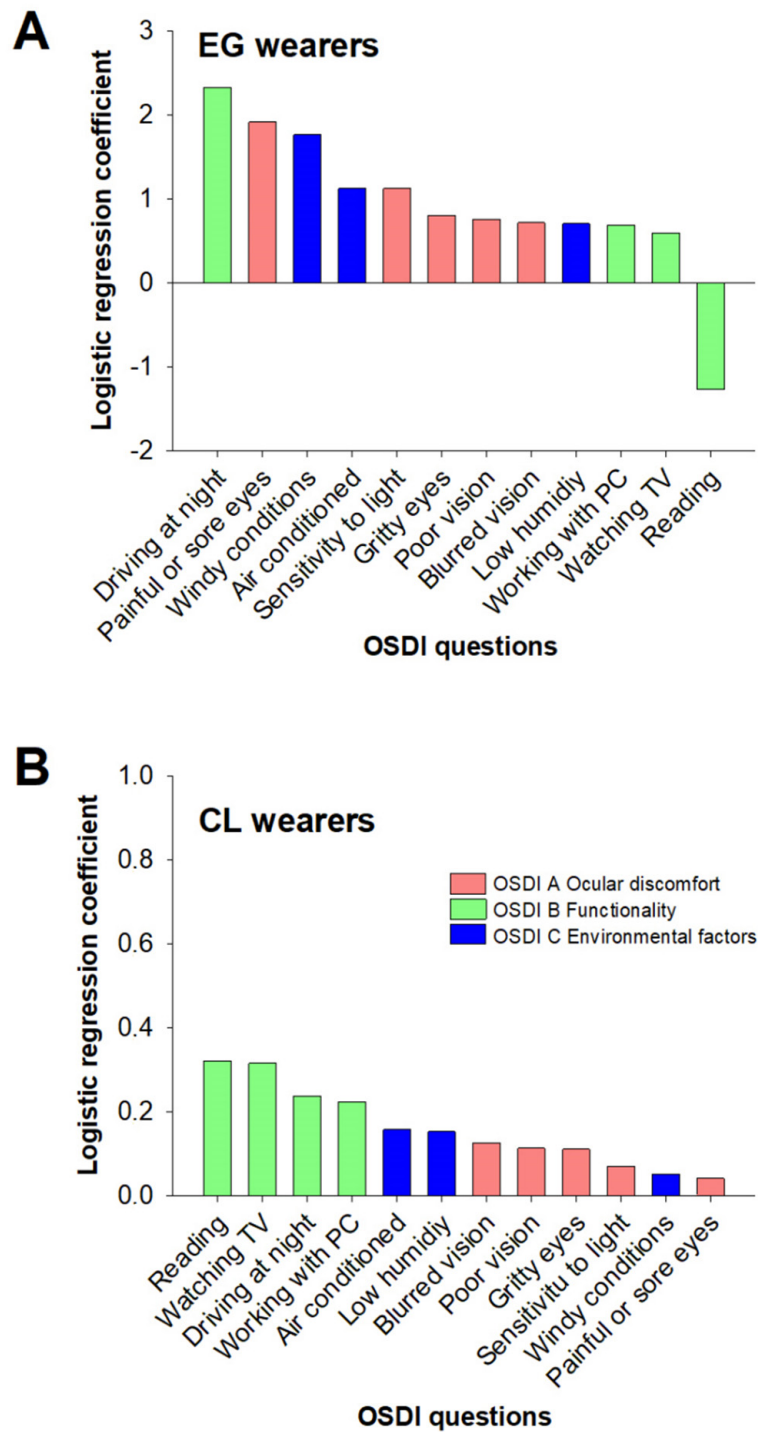 A
EG wearers
Logistic regression coefficient
3
2
1
0
-1
-2
Driving at night
Painful or sore eyes
Windy conditions
Air conditioned
Sensitivity to light
Gritty eyes
Poor vision
Blurred vision
Low humidiy
Working with PC
Watching TV
Reading
OSDI questions
B
CL wearers
Logistic regression coefficient
1.0
0.8
0.6
0.4
0.2
0.0
OSDI A Ocular discomfort
OSDI B Functionality
OSDI C Environmental factors
Reading
Watching TV
Driving at night
Working with PC
Air conditioned
Low humidiy
Blurred vision
Poor vision
Gritty eyes
Sensitivitu to light
Windy conditions
Painful or sore eyes
OSDI questions